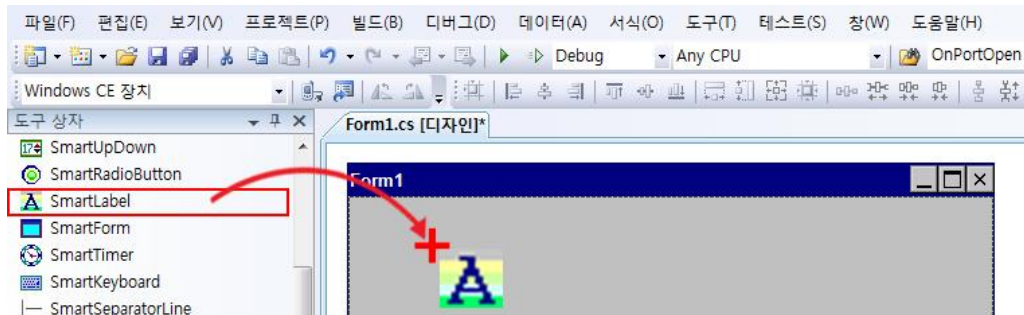 파일(F) 편집(E) 보기(V) 프로젝트(P) 빌드(B) 디버그(D) 데이터(A) 서식(O) 도구(T) 테스트(S) 창(W) 도움말(H)
Debug Any CPU OnPortOpen
Windows CE 장치
도구 상자
Form1.cs [디자인]*
SmartUpDown
SmartRadioButton
Form1
SmartLabel
SmartForm
SmartTimer
SmartKeyboard
SmartSeparatorLine